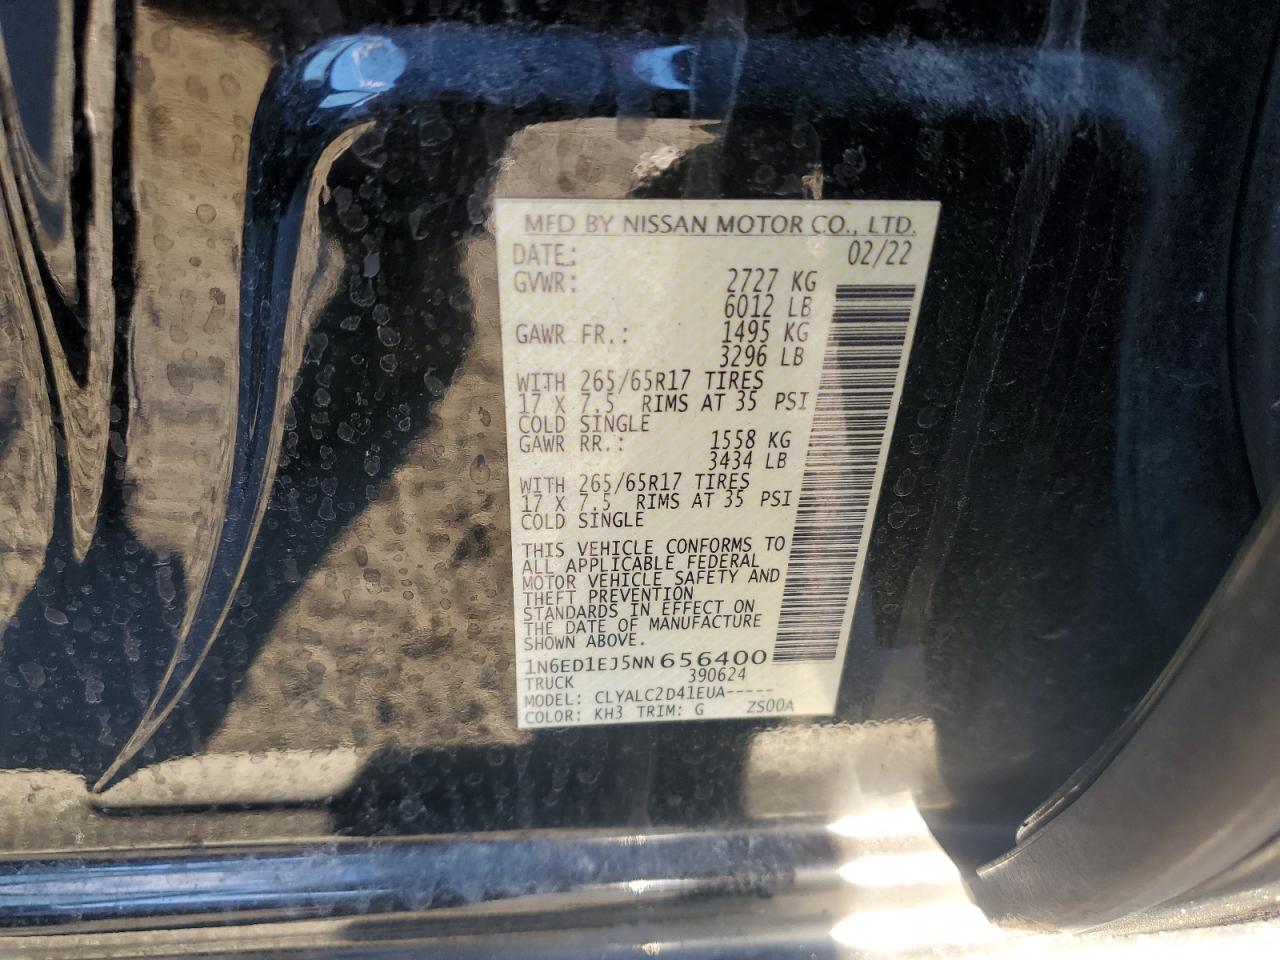 MFD BY NISSAN MOTOR CO., LTD.
DATE: 02/22
GVWR: 2727 KG
6012 LB
GAWR FR.: 1495 KG
3296 LB
WITH 265/65R17 TIRES
17 X 7.5 RIMS AT 35 PSI
COLD SINGLE
GAWR RR.: 1558 KG
3434 LB
WITH 265/65R17 TIRES
17 X 7.5 RIMS AT 35 PSI
COLD SINGLE
THIS VEHICLE CONFORMS TO
ALL APPLICABLE FEDERAL
MOTOR VEHICLE SAFETY AND
THEFT PREVENTION
STANDARDS IN EFFECT ON
THE DATE OF MANUFACTURE
SHOWN ABOVE.
1N6ED1EJ5NN656400
TRUCK 390624
MODEL: CLYALC2D41EUA-----
COLOR: KH3 TRIM: G ZS00A